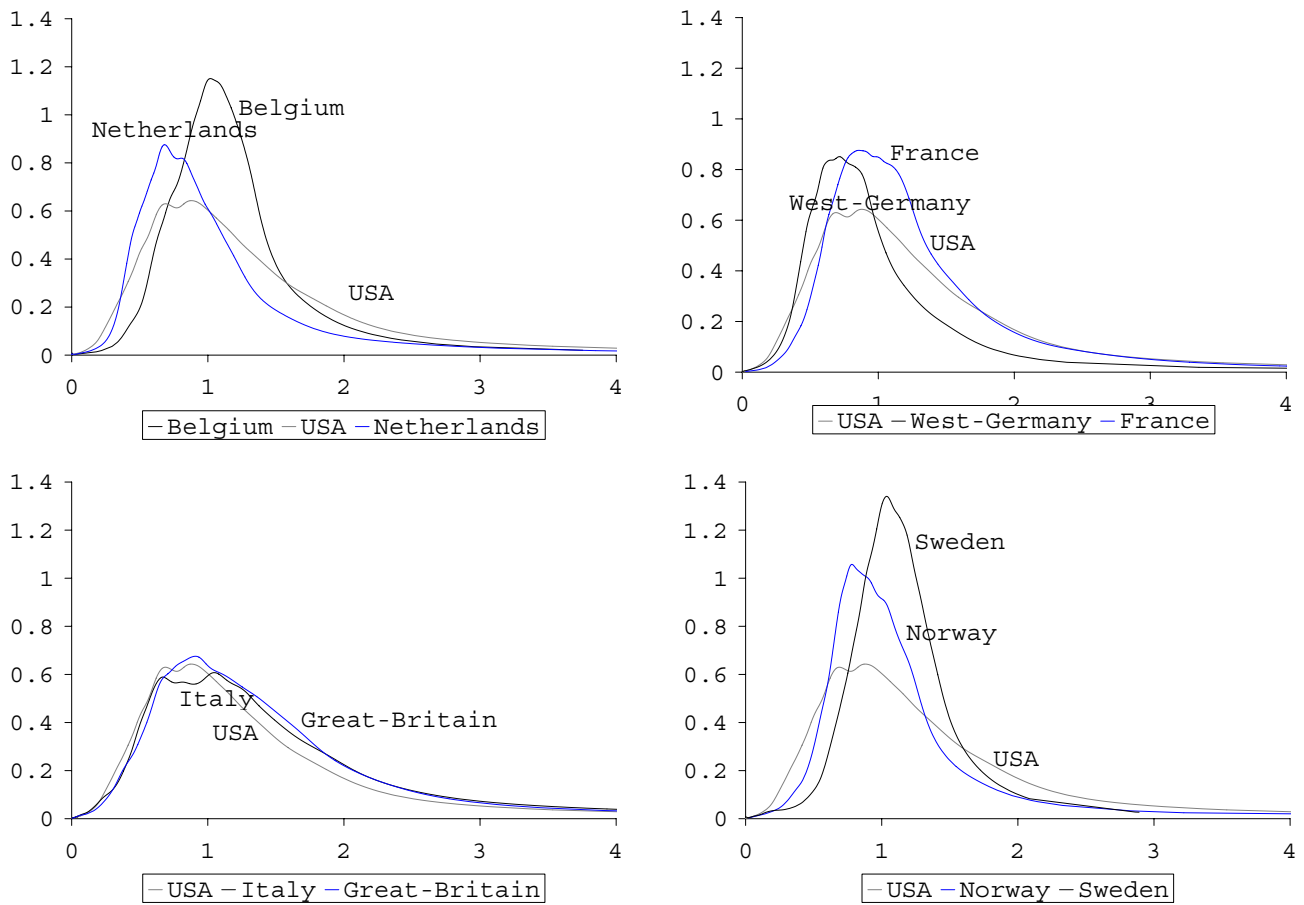 1.4
1.2
1
0.8
0.6
0.4
0.2
0
0 1 2 3 4
Belgium
Netherlands
USA
Belgium USA Netherlands
1.4
1.2
1
0.8
0.6
0.4
0.2
0
0 1 2 3 4
France
West-Germany
USA
USA West-Germany France
1.4
1.2
1
0.8
0.6
0.4
0.2
0
0 1 2 3 4
Italy
Great-Britain
USA
USA Italy Great-Britain
1.4
1.2
1
0.8
0.6
0.4
0.2
0
0 1 2 3 4
Sweden
Norway
USA
USA Norway Sweden